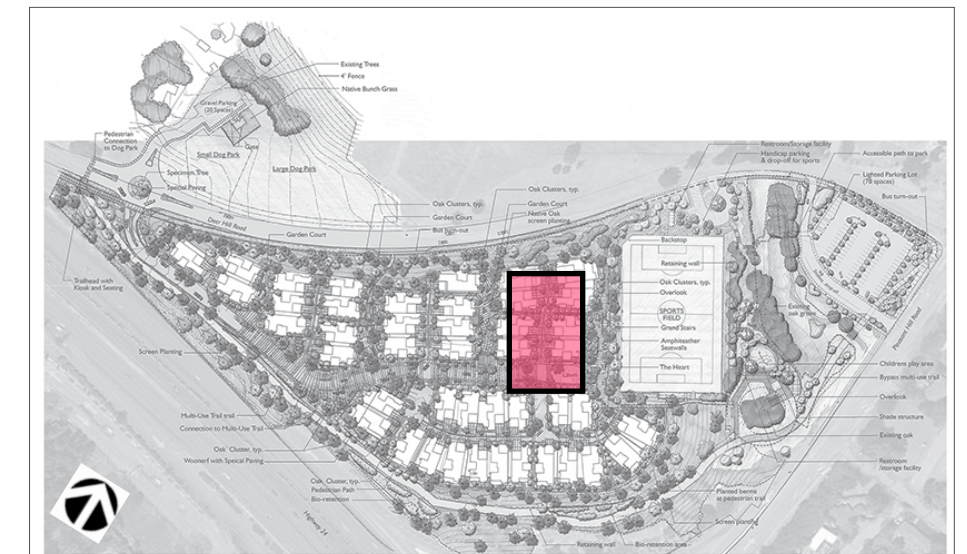 Existing Trees
4' Fence
Native Bunch Grass
Gravel Parking
(20 Spaces)
Pedestrian
Connection
to Dog Park
Gate
Small Dog Park
Large Dog Park
Specimen Tree
Special Paving
Deer Hill Road
Garden Court
Oak Clusters, typ.
Garden Court
Bus turn-out
Oak Clusters, typ.
Garden Court
Native Oak
screen planting
Restroom/Storage facility
Handicap parking
& drop-off for sports
Accessible path to park
Lighted Parking Lot
(78 spaces)
Bus turn-out
Trailhead with
Kiosk and Seating
Backstop
Retaining wall
Oak Clusters, typ.
Overlook
SPORTS
FIELD
Grand Stairs
Amphiteather
Seatwalls
The Heart
Existing
oak grove
Pleasant Hill Road
Screen Planting
Childrens play area
Bypass multi-use trail
Overlook
Shade structure
Existing oak
Restroom
/storage facility
Multi-Use Trail trail
Connection to Multi-Use Trail
Oak Cluster, typ.
Woonerf with Speical Paving
Oak Cluster, typ.
Pedestrian Path
Bio-retention
Highway 24
Planted berms
at pedestrian trail
Screen planting
Retaining wall
Bio-retention area